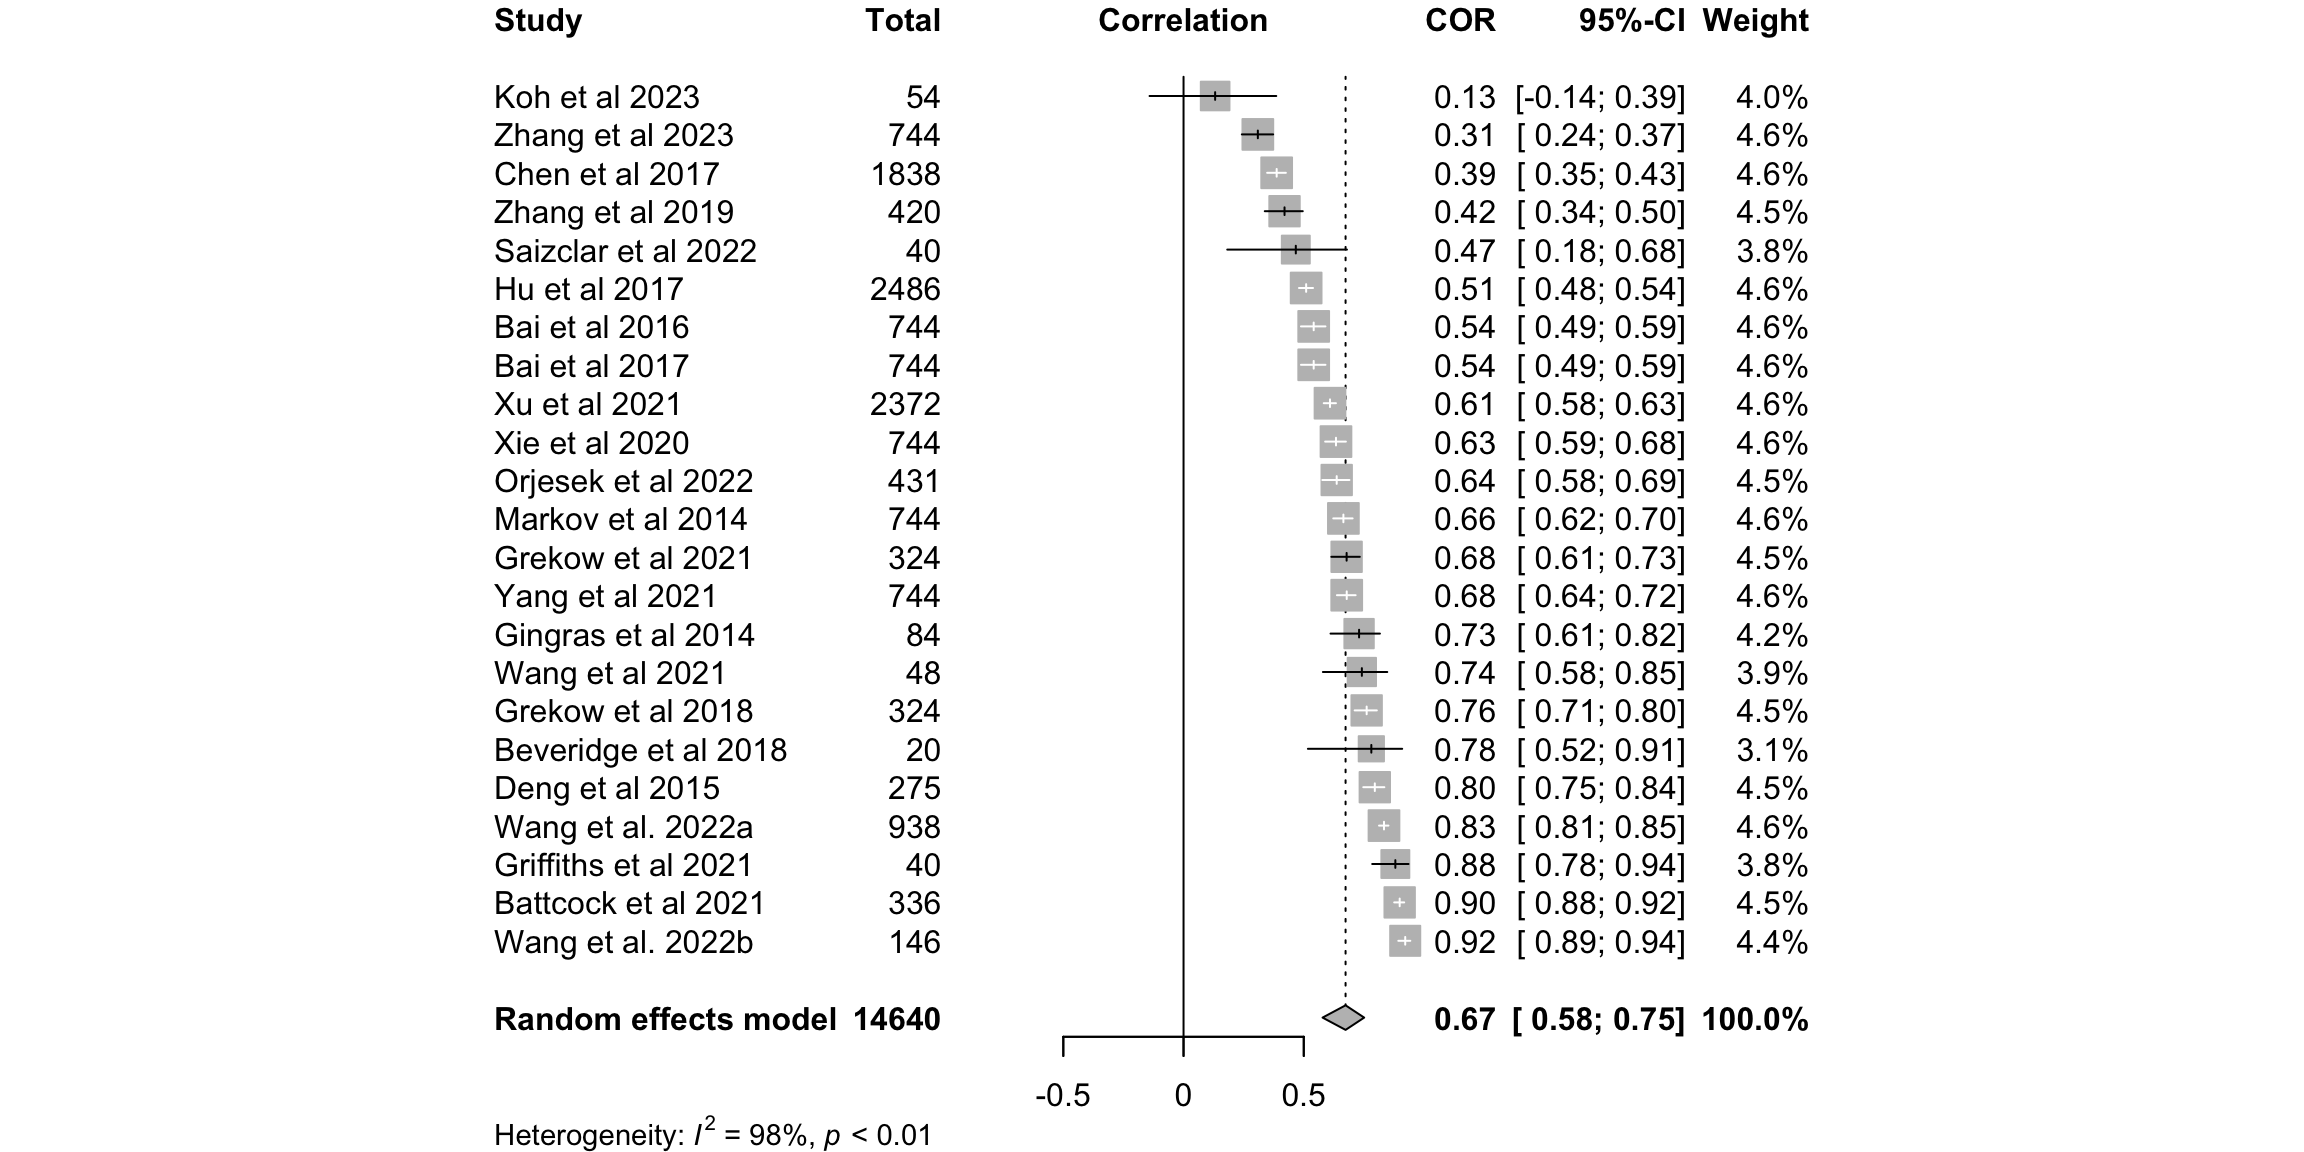 Study Total Correlation COR 95%-CI Weight
Koh et al 2023 54 0.13 [-0.14; 0.39] 4.0%
Zhang et al 2023 744 0.31 [ 0.24; 0.37] 4.6%
Chen et al 2017 1838 0.39 [ 0.35; 0.43] 4.6%
Zhang et al 2019 420 0.42 [ 0.34; 0.50] 4.5%
Saizclar et al 2022 40 0.47 [ 0.18; 0.68] 3.8%
Hu et al 2017 2486 0.51 [ 0.48; 0.54] 4.6%
Bai et al 2016 744 0.54 [ 0.49; 0.59] 4.6%
Bai et al 2017 744 0.54 [ 0.49; 0.59] 4.6%
Xu et al 2021 2372 0.61 [ 0.58; 0.63] 4.6%
Xie et al 2020 744 0.63 [ 0.59; 0.68] 4.6%
Orjesek et al 2022 431 0.64 [ 0.58; 0.69] 4.5%
Markov et al 2014 744 0.66 [ 0.62; 0.70] 4.6%
Grekow et al 2021 324 0.68 [ 0.61; 0.73] 4.5%
Yang et al 2021 744 0.68 [ 0.64; 0.72] 4.6%
Gingras et al 2014 84 0.73 [ 0.61; 0.82] 4.2%
Wang et al 2021 48 0.74 [ 0.58; 0.85] 3.9%
Grekow et al 2018 324 0.76 [ 0.71; 0.80] 4.5%
Beveridge et al 2018 20 0.78 [ 0.52; 0.91] 3.1%
Deng et al 2015 275 0.80 [ 0.75; 0.84] 4.5%
Wang et al. 2022a 938 0.83 [ 0.81; 0.85] 4.6%
Griffiths et al 2021 40 0.88 [ 0.78; 0.94] 3.8%
Battcock et al 2021 336 0.90 [ 0.88; 0.92] 4.5%
Wang et al. 2022b 146 0.92 [ 0.89; 0.94] 4.4%
Random effects model 14640 0.67 [ 0.58; 0.75] 100.0%
-0.5 0 0.5
Heterogeneity: I² = 98%, p < 0.01